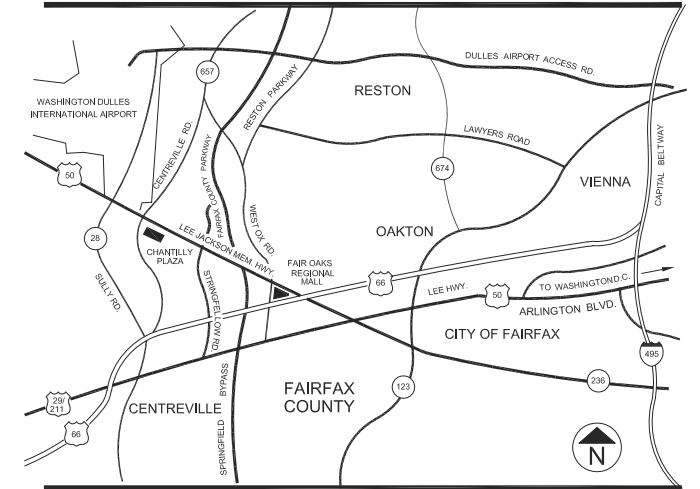 DULLES AIRPORT ACCESS RD.
657
RESTON PARKWAY
RESTON
WASHINGTON DULLES
INTERNATIONAL AIRPORT
LAWYERS ROAD
CENTREVILLE RD.
FAIRFAX COUNTY PARKWAY
CAPITAL BELTWAY
50
674
VIENNA
WEST OX RD.
28
LEE JACKSON MEM. HWY.
OAKTON
CHANTILLY
PLAZA
FAIR OAKS
REGIONAL
MALL
SULLY RD.
STRINGFELLOW RD.
66
LEE HWY.
50
TO WASHINGTON D.C.
ARLINGTON BLVD.
CITY OF FAIRFAX
495
SPRINGFIELD BYPASS
123
236
29/
211
CENTREVILLE
FAIRFAX
COUNTY
66
N